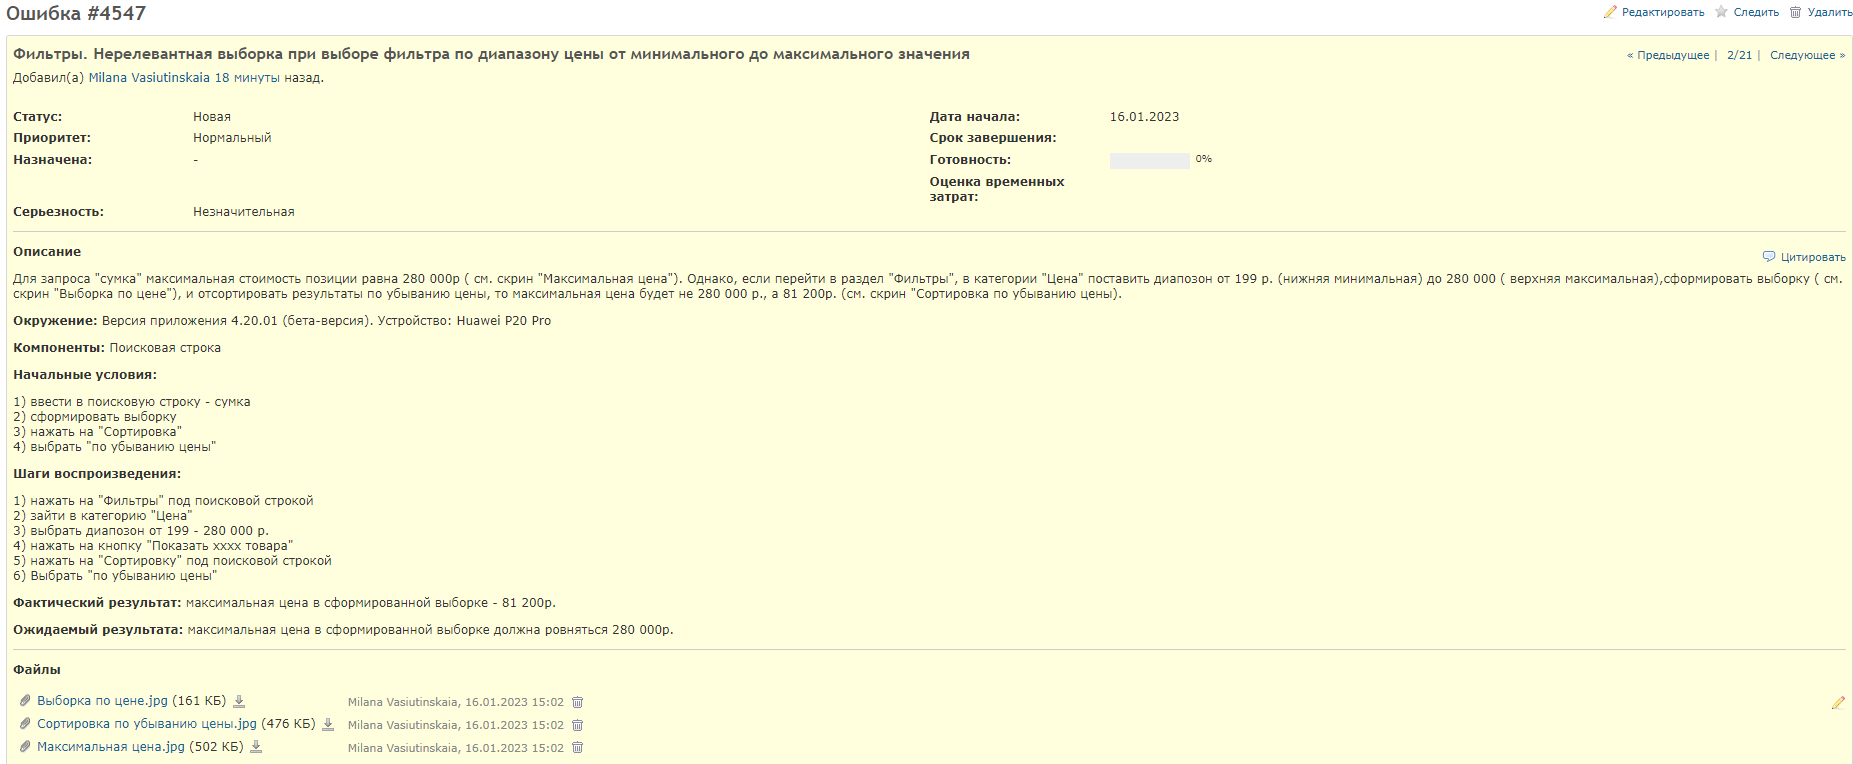 Ошибка #4547
Редактировать Следить Удалить
Фильтры. Нерелевантная выборка при выборе фильтра по диапазону цены от минимального до максимального значения
« Предыдущее | 2/21 | Следующее »
Добавил(а) Milana Vasiutinskaia 18 минуты назад.
Статус: Новая Дата начала: 16.01.2023
Приоритет: Нормальный Срок завершения:
Назначена: - Готовность: 0%
Оценка временных
затрат:
Серьезность: Незначительная
Описание
Цитировать
Для запроса "сумка" максимальная стоимость позиции равна 280 000р ( см. скрин "Максимальная цена"). Однако, если перейти в раздел "Фильтры", в категории "Цена" поставить диапозон от 199 р. (нижняя минимальная) до 280 000 ( верхняя максимальная),сформировать выборку ( см.
скрин "Выборка по цене"), и отсортировать результаты по убыванию цены, то максимальная цена будет не 280 000 р., а 81 200р. (см. скрин "Сортировка по убыванию цены).
Окружение: Версия приложения 4.20.01 (бета-версия). Устройство: Huawei P20 Pro
Компоненты: Поисковая строка
Начальные условия:
1) ввести в поисковую строку - сумка
2) сформировать выборку
3) нажать на "Сортировка"
4) выбрать "по убыванию цены"
Шаги воспроизведения:
1) нажать на "Фильтры" под поисковой строкой
2) зайти в категорию "Цена"
3) выбрать диапозон от 199 - 280 000 р.
4) нажать на кнопку "Показать хххх товара"
5) нажать на "Сортировку" под поисковой строкой
6) Выбрать "по убыванию цены"
Фактический результат: максимальная цена в сформированной выборке - 81 200р.
Ожидаемый результата: максимальная цена в сформированной выборке должна ровняться 280 000р.
Файлы
Выборка по цене.jpg (161 КБ) Milana Vasiutinskaia, 16.01.2023 15:02
Сортировка по убыванию цены.jpg (476 КБ) Milana Vasiutinskaia, 16.01.2023 15:02
Максимальная цена.jpg (502 КБ) Milana Vasiutinskaia, 16.01.2023 15:02